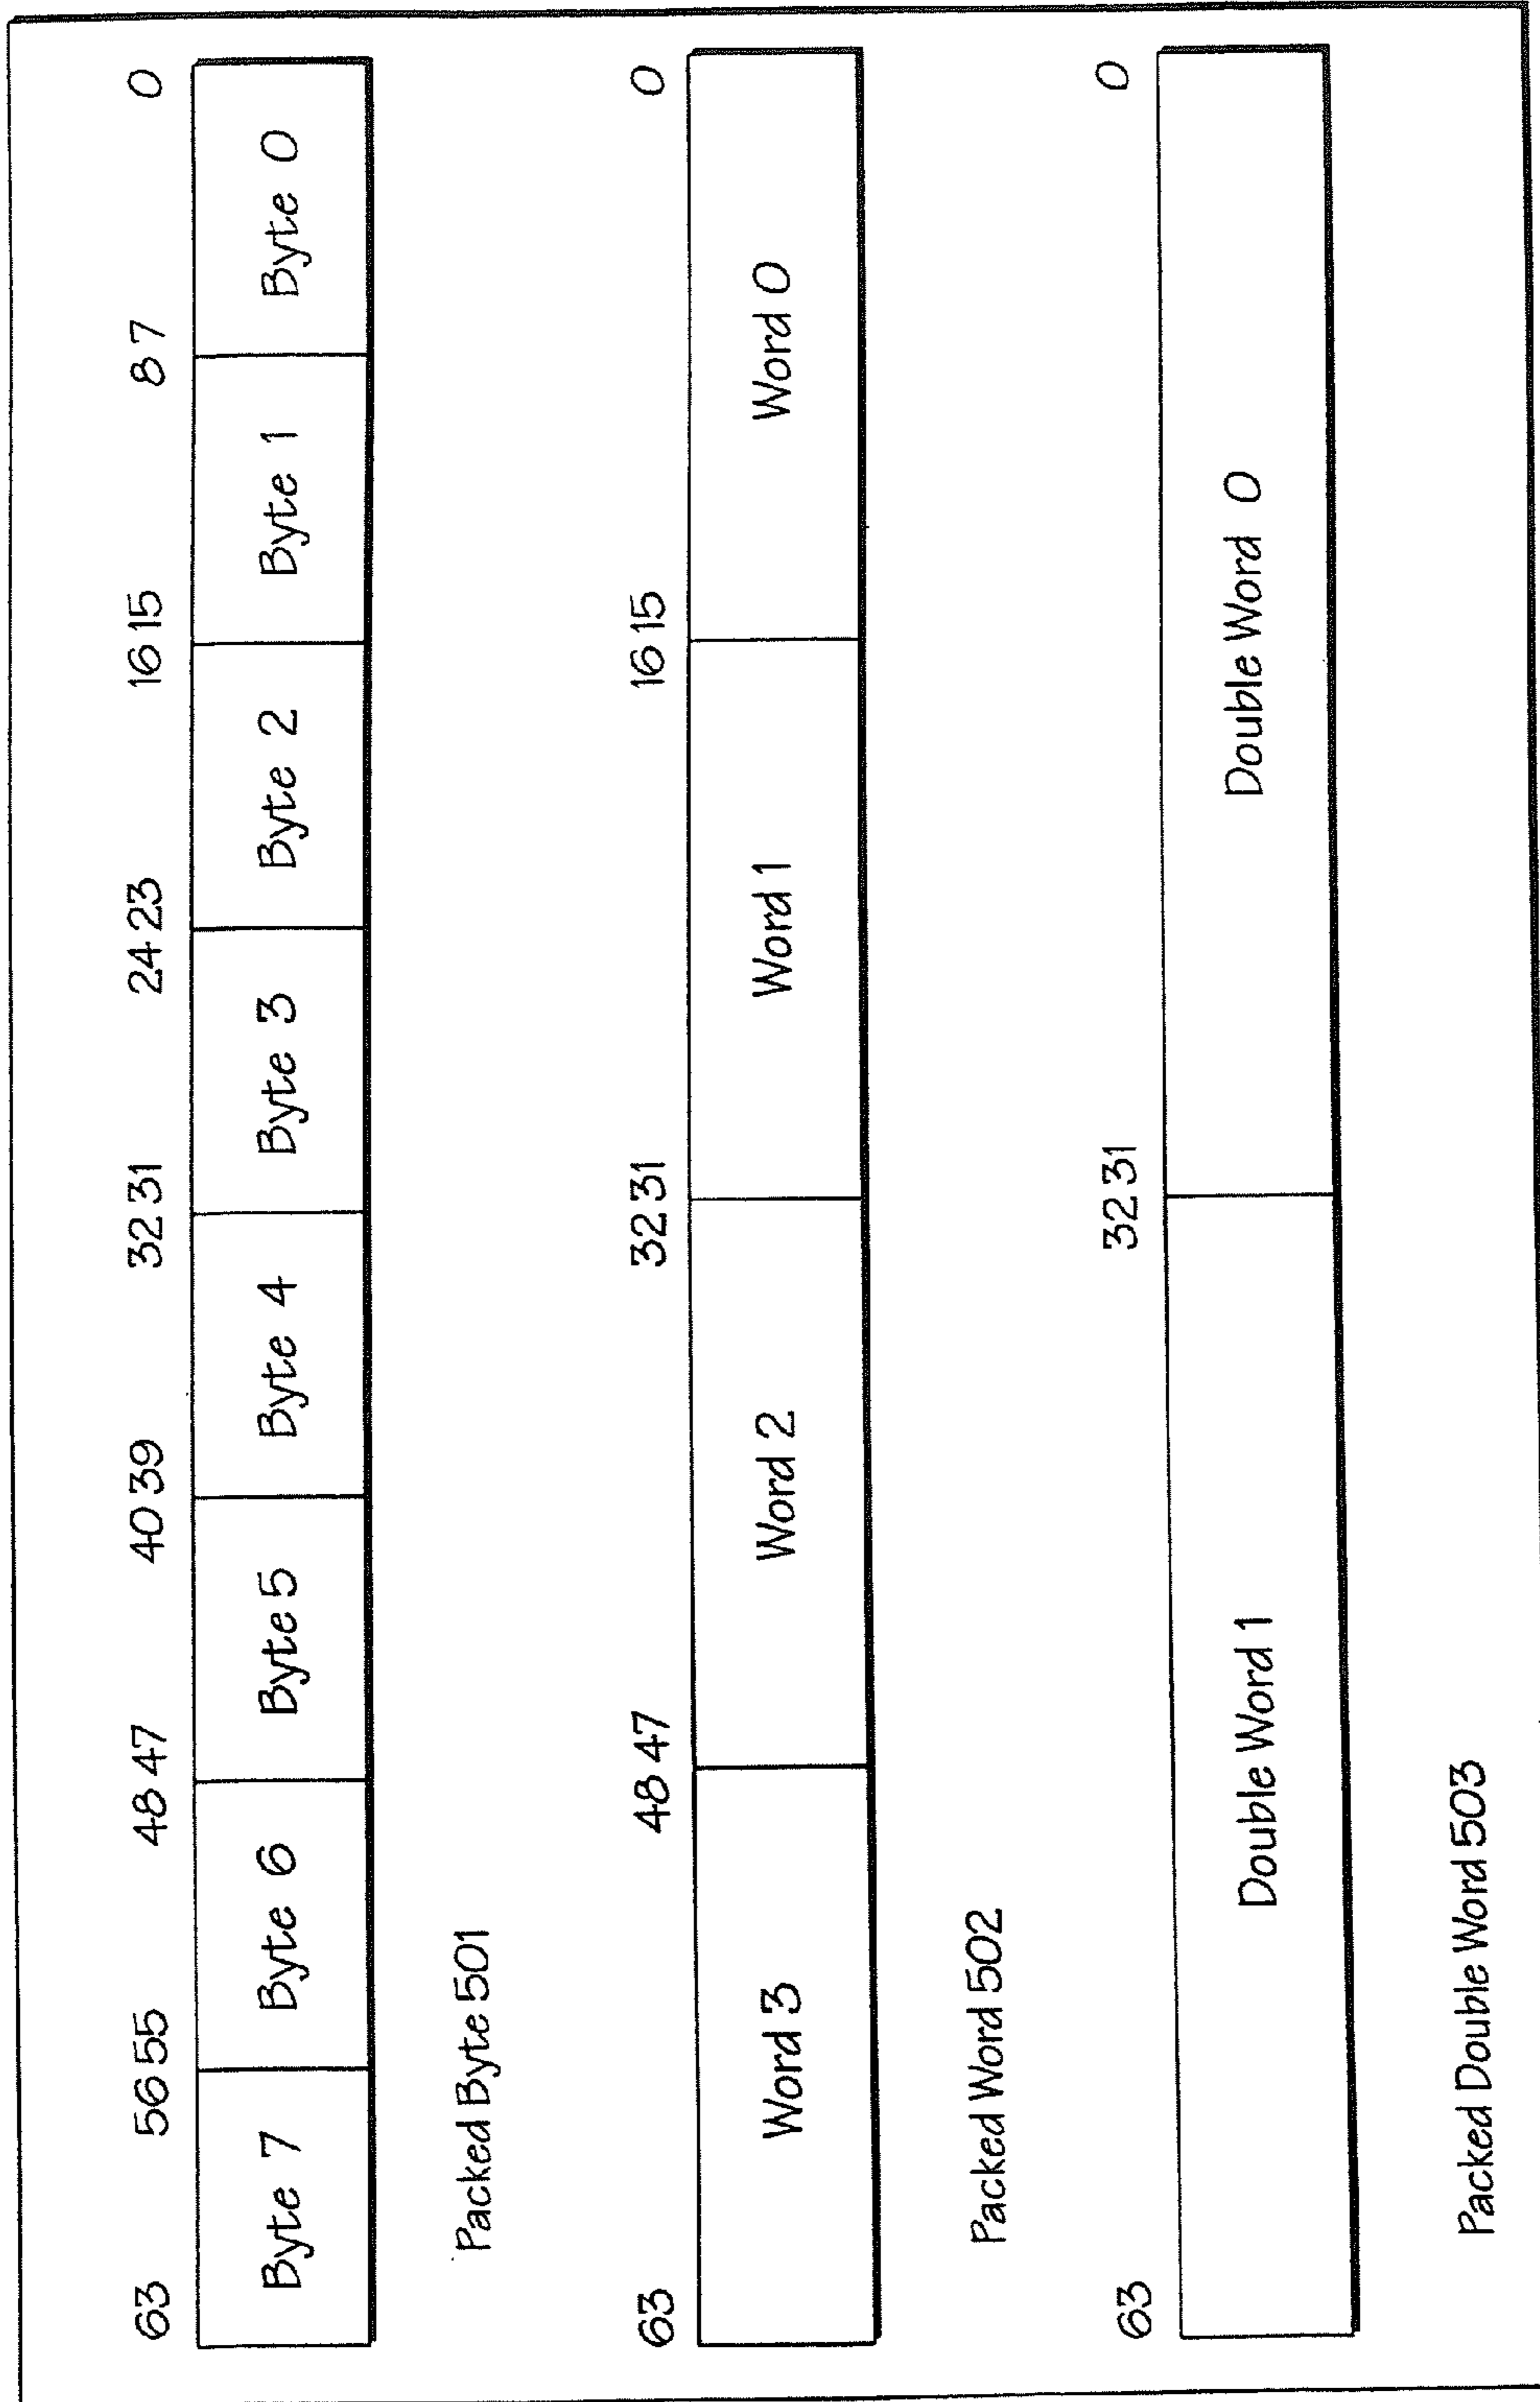 63 56 55 48 47 40 39 32 31 24 23 16 15 8 7 0
Byte 7 Byte 6 Byte 5 Byte 4 Byte 3 Byte 2 Byte 1 Byte 0
Packed Byte 501
63 48 47 32 31 16 15 0
Word 3 Word 2 Word 1 Word 0
Packed Word 502
63 32 31 0
Double Word 1 Double Word 0
Packed Double Word 503